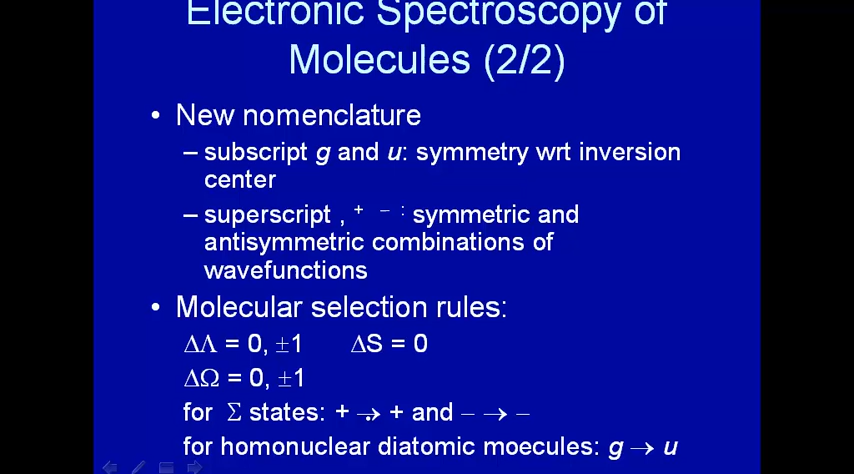 Electronic Spectroscopy of
Molecules (2/2)
• New nomenclature
– subscript g and u: symmetry wrt inversion
center
– superscript , + − : symmetric and
antisymmetric combinations of
wavefunctions
• Molecular selection rules:
ΔΛ = 0, ±1 ΔS = 0
ΔΩ = 0, ±1
for Σ states: + → + and − → −
for homonuclear diatomic moecules: g → u